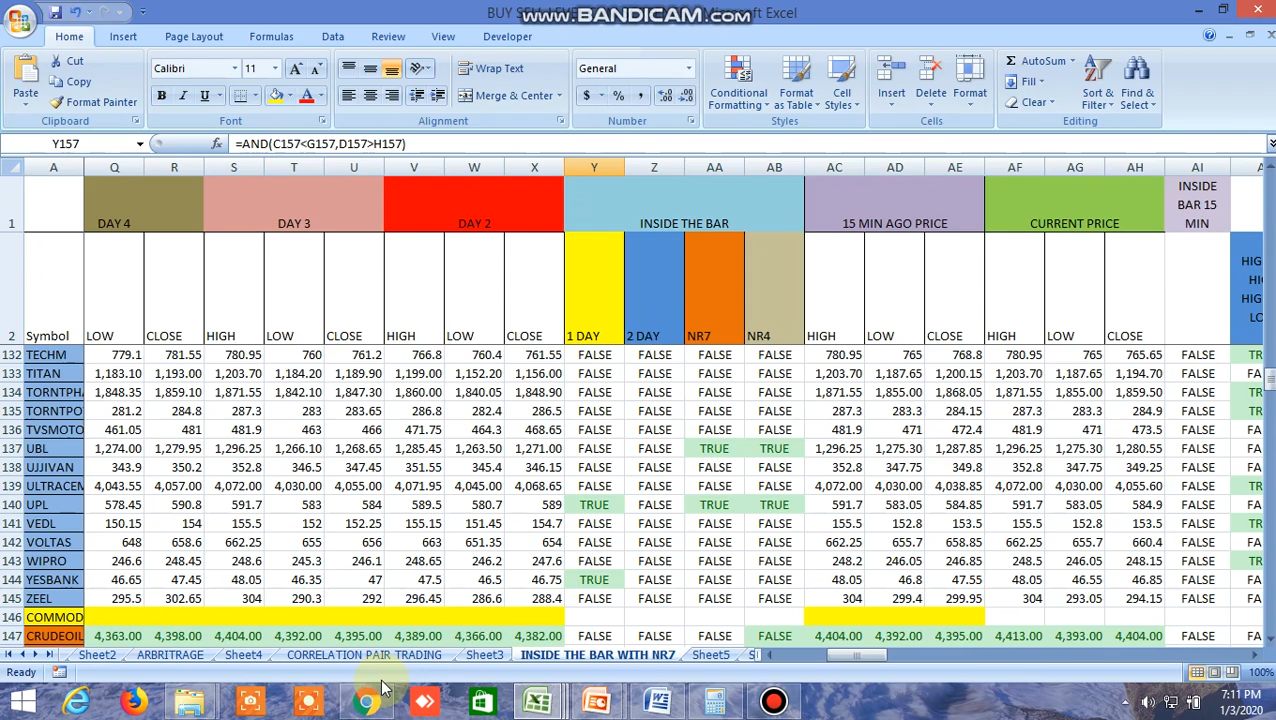 BUY SELL LEVE www.BANDICAM.com Microsoft Excel
Home Insert Page Layout Formulas Data Review View Developer
Paste Cut Copy Format Painter
Calibri 11
Wrap Text
Merge & Center
General
$ % ,
Conditional Formatting Format as Table Cell Styles
Insert Delete Format
Σ AutoSum Fill Clear
Sort & Filter Find & Select
Clipboard Font Alignment Number Styles Cells Editing
Y157 fx =AND(C157<G157,D157>H157)
A Q R S T U V W X Y Z AA AB AC AD AE AF AG AH AI
1 DAY 4 DAY 3 DAY 2 INSIDE THE BAR 15 MIN AGO PRICE CURRENT PRICE INSIDE BAR 15 MIN
2 Symbol LOW CLOSE HIGH LOW CLOSE HIGH LOW CLOSE 1 DAY 2 DAY NR7 NR4 HIGH LOW CLOSE HIGH LOW CLOSE
132 TECHM 779.1 781.55 780.95 760 761.2 766.8 760.4 761.55 FALSE FALSE FALSE FALSE 780.95 765 768.8 780.95 765 765.65 FALSE TR
133 TITAN 1,183.10 1,193.00 1,203.70 1,184.20 1,189.90 1,199.00 1,152.20 1,156.00 FALSE FALSE FALSE FALSE 1,203.70 1,187.65 1,200.15 1,203.70 1,187.65 1,194.70 FALSE FA
134 TORNTPHA 1,848.35 1,859.10 1,871.55 1,842.10 1,847.30 1,860.00 1,840.05 1,848.90 FALSE FALSE FALSE FALSE 1,871.55 1,855.00 1,868.05 1,871.55 1,855.00 1,859.50 FALSE TR
135 TORNTPO 281.2 284.8 287.3 283 283.65 286.8 282.4 286.5 FALSE FALSE FALSE FALSE 287.3 283.3 284.15 287.3 283.3 284.9 FALSE TR
136 TVSMOTO 461.05 481 481.9 463 466 471.75 464.3 468.65 FALSE FALSE FALSE FALSE 481.9 471 472.4 481.9 471 473.5 FALSE FA
137 UBL 1,274.00 1,279.95 1,296.25 1,266.10 1,268.65 1,285.45 1,263.50 1,271.00 FALSE FALSE TRUE TRUE 1,296.25 1,275.30 1,287.35 1,296.25 1,275.30 1,280.55 FALSE FA
138 UJJIVAN 343.9 350.2 352.8 346.5 347.45 351.55 345.4 346.15 FALSE FALSE FALSE FALSE 352.8 347.75 349.8 352.8 347.75 349.25 FALSE FA
139 ULTRACEM 4,043.55 4,057.00 4,072.00 4,030.00 4,055.00 4,071.95 4,045.00 4,068.65 FALSE FALSE FALSE FALSE 4,072.00 4,030.00 4,038.85 4,072.00 4,030.00 4,055.60 FALSE TR
140 UPL 578.45 590.8 591.7 583 584 589.5 580.7 589 TRUE FALSE TRUE TRUE 591.7 583.05 584.85 591.7 583.05 584.9 FALSE FA
141 VEDL 150.15 154 155.5 152 152.25 155.15 151.45 154.7 FALSE FALSE FALSE FALSE 155.5 152.8 153.5 155.5 152.8 153.5 FALSE TR
142 VOLTAS 648 658.6 662.25 655 656 663 651.35 654 FALSE FALSE FALSE FALSE 662.25 655.7 658.85 662.25 655.7 660.4 FALSE FA
143 WIPRO 246.6 248.45 248 245.3 246.1 248.65 246.2 247.6 FALSE FALSE FALSE FALSE 248.2 246.05 246.95 248.65 246.05 248.15 FALSE TR
144 YESBANK 46.65 47.45 48.05 46.35 47 47.5 46.5 46.75 TRUE FALSE FALSE FALSE 48.05 46.8 47.55 48.05 46.55 46.85 FALSE FA
145 ZEEL 295.5 302.65 304 290.3 292 296.45 286.6 288.4 FALSE FALSE FALSE FALSE 304 299.4 299.95 304 293.05 294.15 FALSE FA
146 COMMOD
147 CRUDEOIL 4,363.00 4,398.00 4,404.00 4,392.00 4,395.00 4,389.00 4,366.00 4,382.00 FALSE FALSE FALSE FALSE 4,404.00 4,392.00 4,395.00 4,413.00 4,393.00 4,404.00 FALSE FA
Sheet2 ARBITRAGE Sheet4 CORRELATION PAIR TRADING Sheet3 INSIDE THE BAR WITH NR7 Sheet5 S
Ready 100%
7:11 PM
1/3/2020